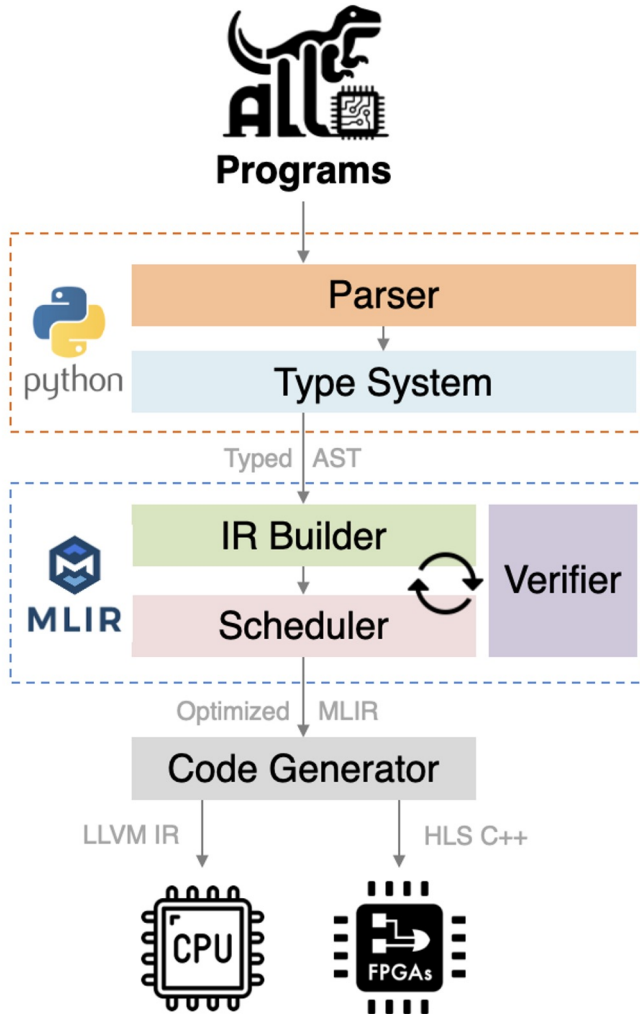 ALLO
Programs
Parser
python
Type System
Typed AST
IR Builder
Verifier
MLIR
Scheduler
Optimized MLIR
Code Generator
LLVM IR
HLS C++
CPU
FPGAs